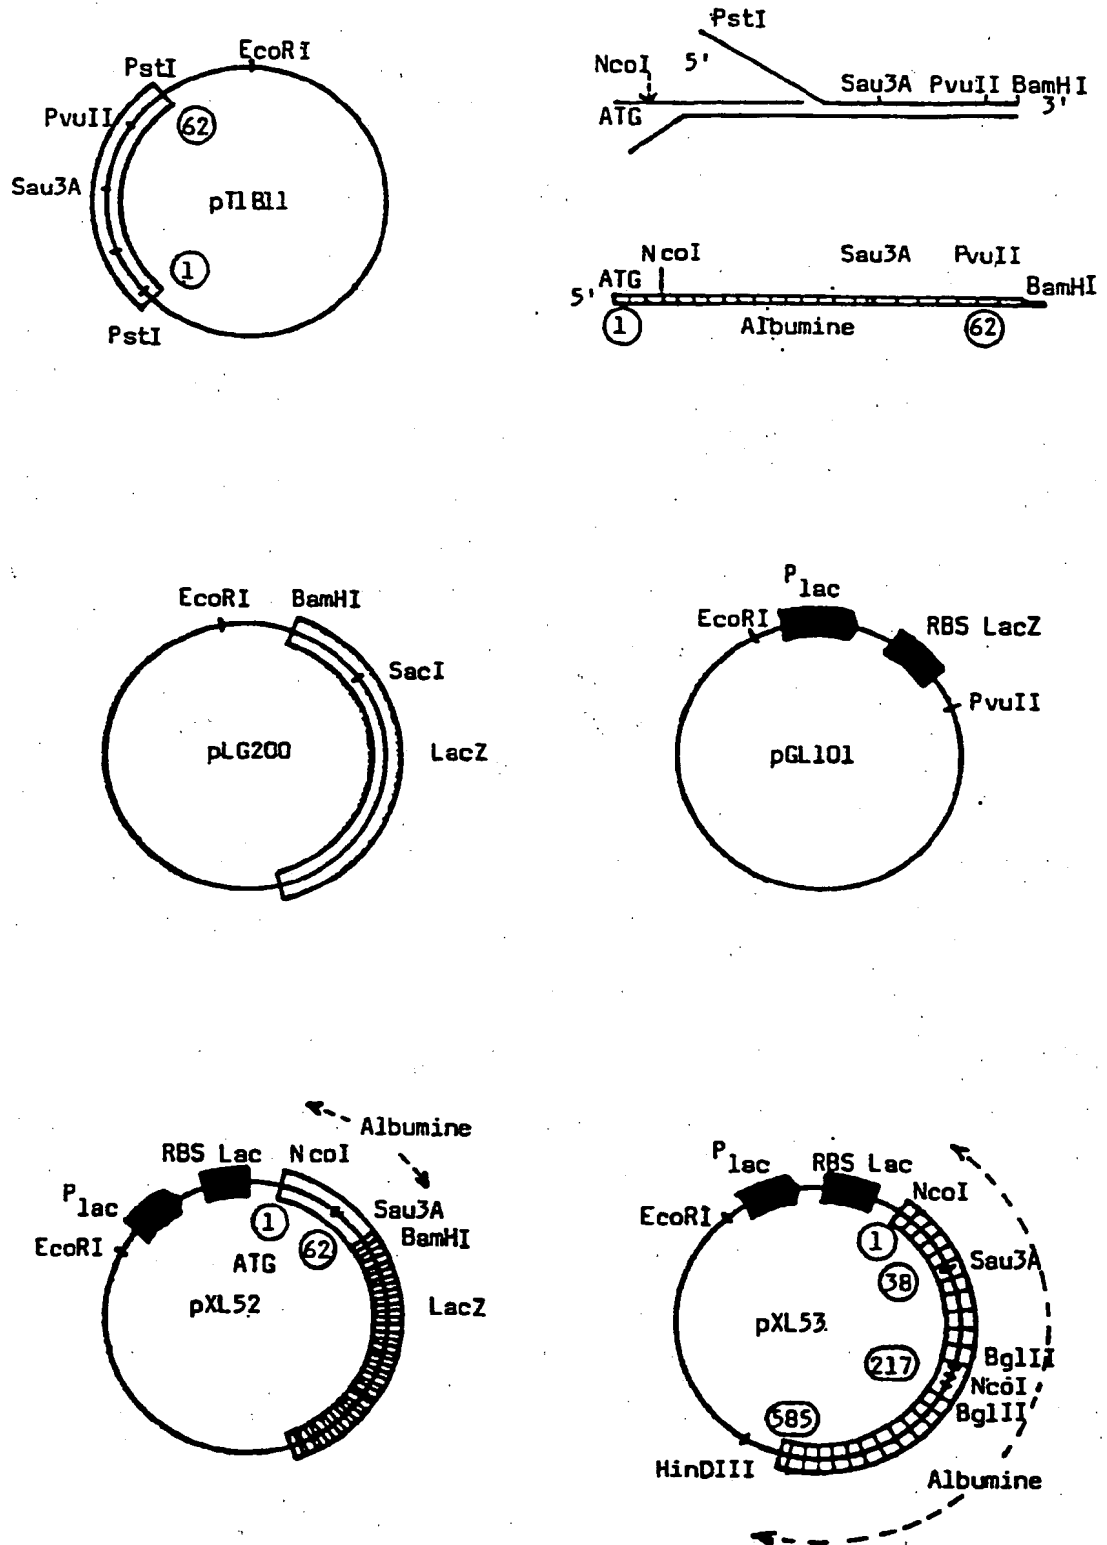 EcoRI
PstI
PvuII
62
Sau3A
pT1B11
1
PstI
PstI
NcoI 5'
Sau3A PvuII BamHI
3'
ATG
NcoI Sau3A PvuII
ATG
BamHI
5'
1 Albumine 62
EcoRI BamHI
SacI
pLG200
LacZ
P lac
EcoRI
RBS LacZ
PvuII
pGL101
Albumine
RBS Lac NcoI
P lac
Sau3A
1
BamHI
EcoRI
62
ATG
pXL52
LacZ
P lac
RBS Lac
NcoI
EcoRI
1
Sau3A
38
pXL53
217
BglII
NcoI
BglII
585
HinDIII
Albumine